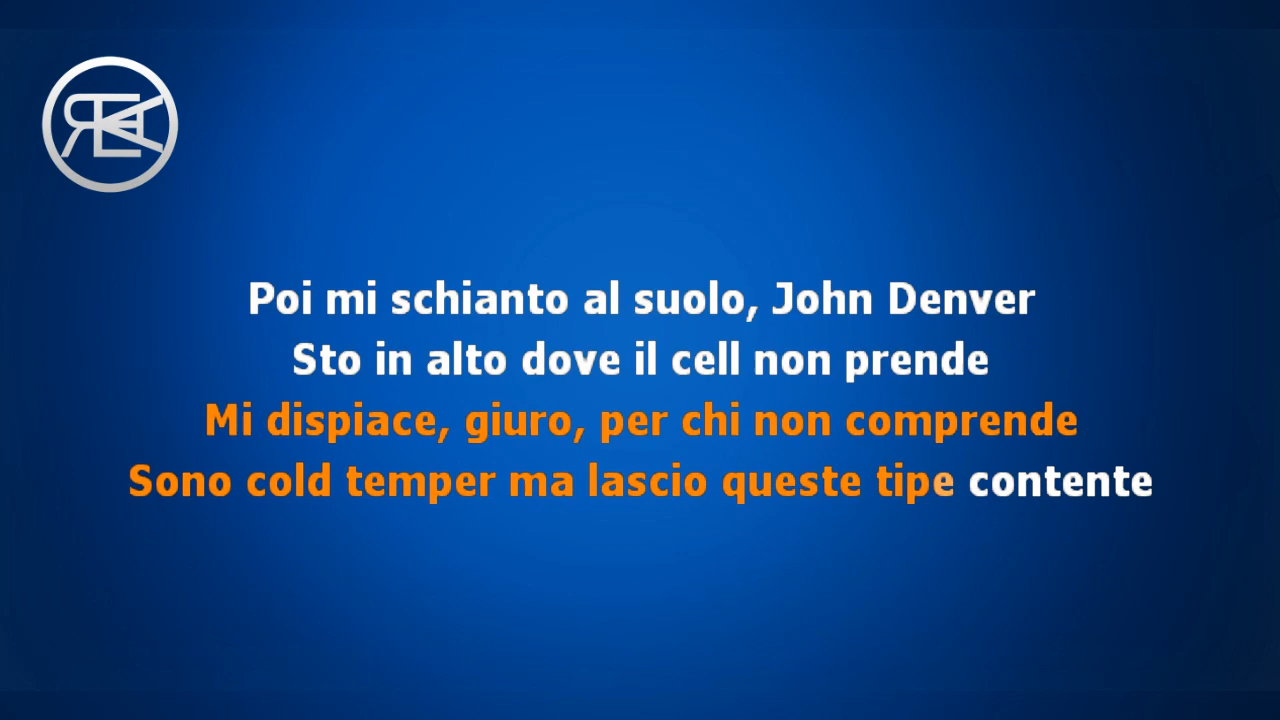 Poi mi schianto al suolo, John Denver
Sto in alto dove il cell non prende
Mi dispiace, giuro, per chi non comprende
Sono cold temper ma lascio queste tipe contente